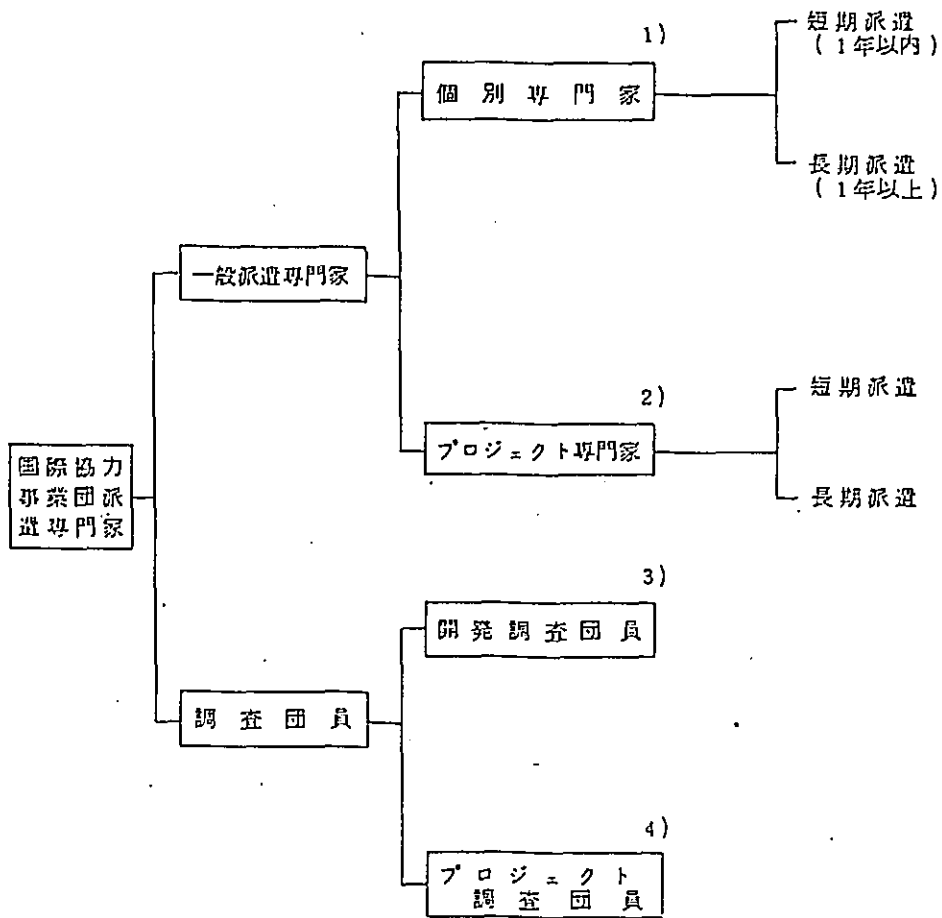 国際協力
事業団派
遣専門家
一般派遣専門家
調査団員
1)
個別専門家
短期派遣
(1年以内)
長期派遣
(1年以上)
2)
プロジェクト専門家
短期派遣
長期派遣
3)
開発調査団員
4)
プロジェクト
調査団員